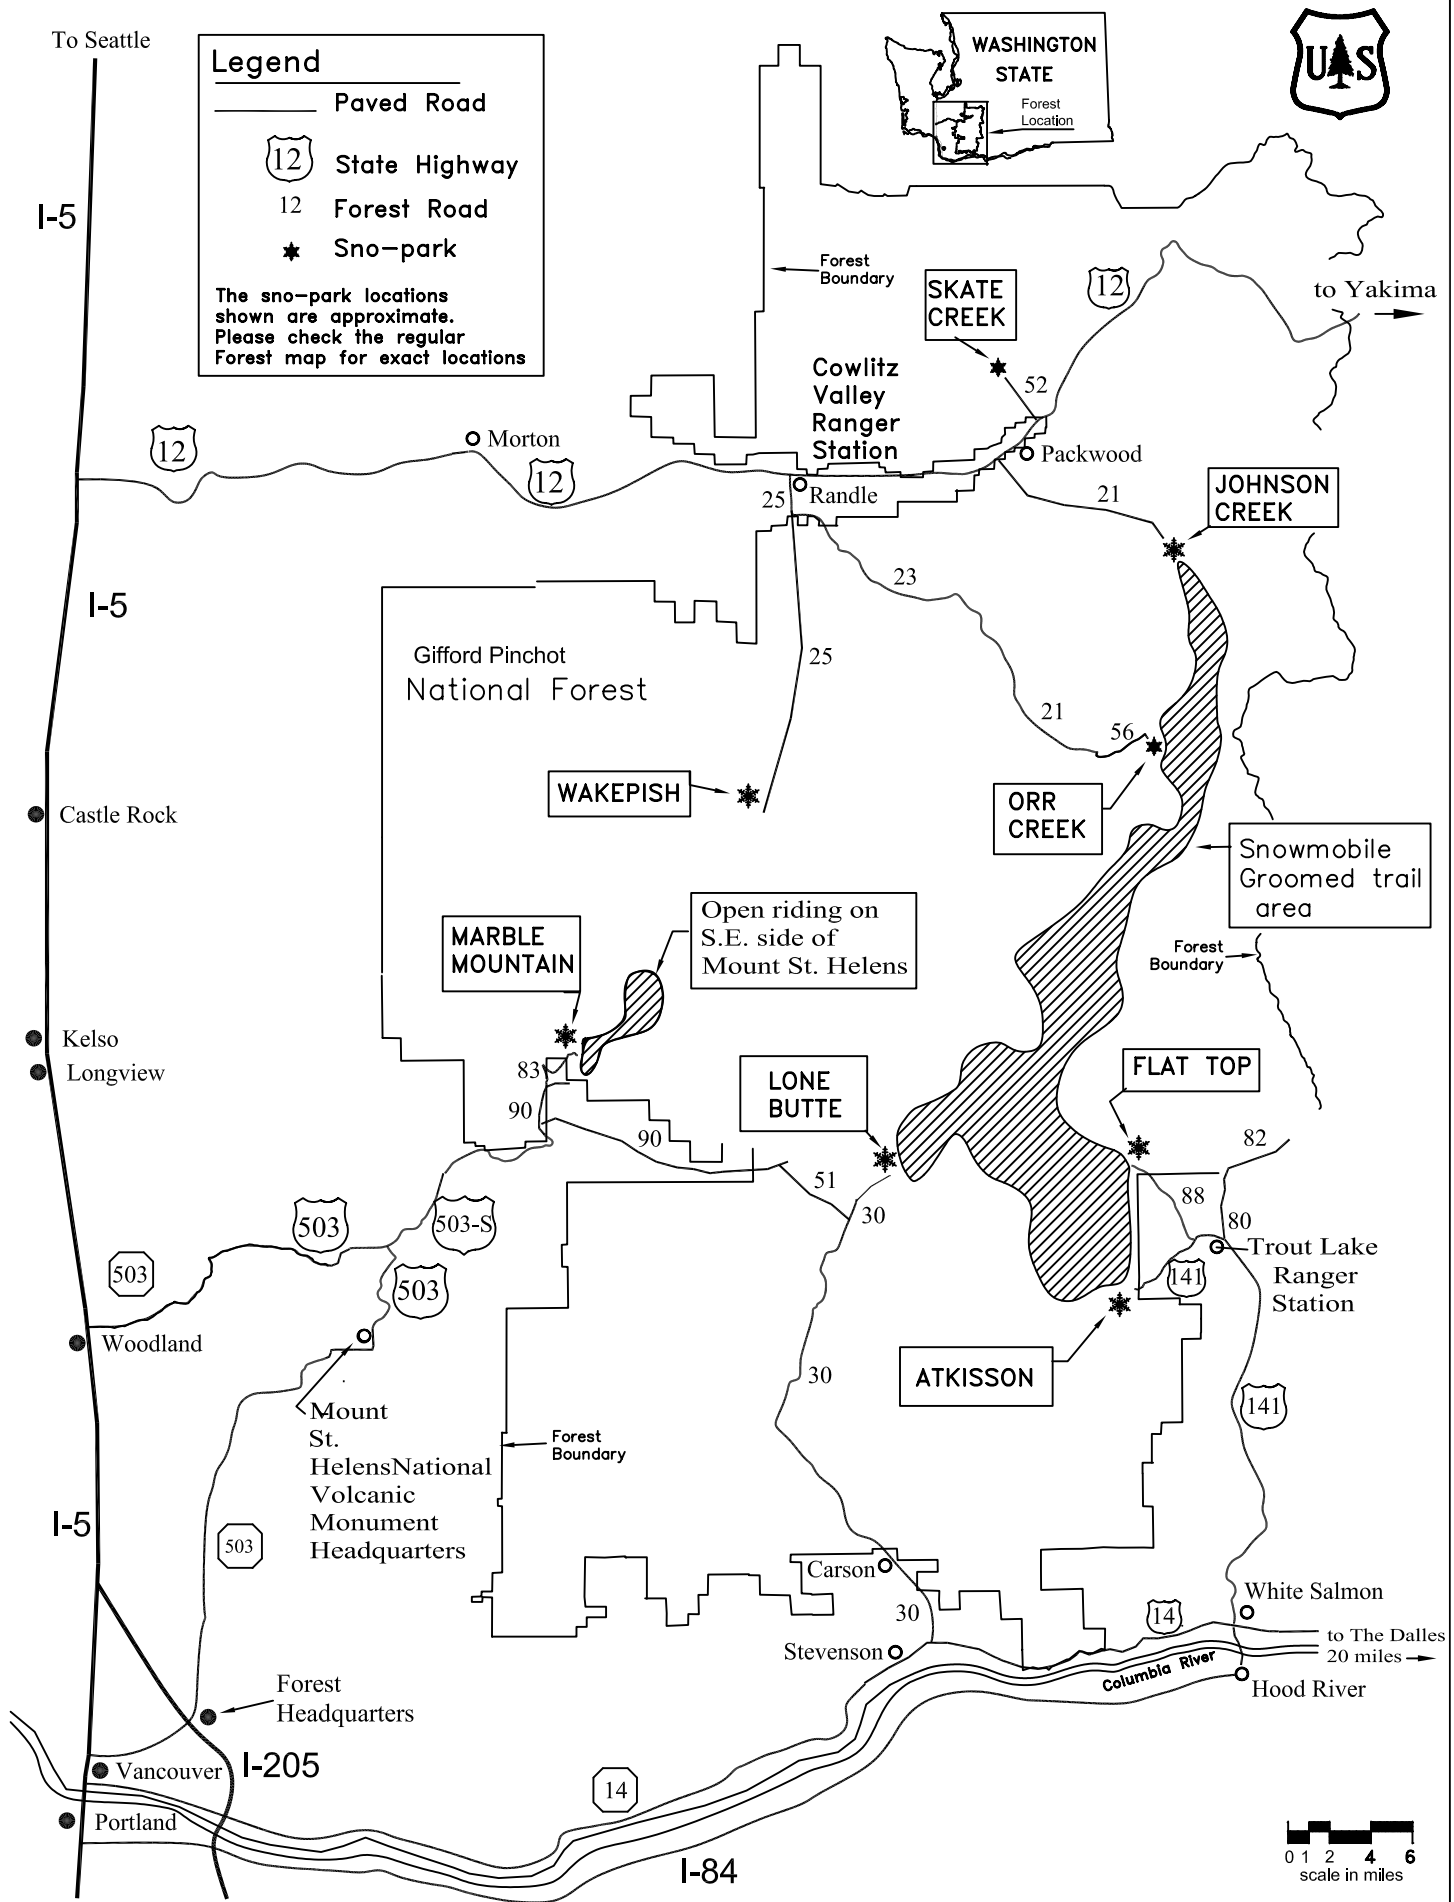 To Seattle
Legend
Paved Road
12
State Highway
12
Forest Road
Sno-park
The sno-park locations
shown are approximate.
Please check the regular
Forest map for exact locations
WASHINGTON
STATE
Forest
Location
U S
I-5
Forest
Boundary
SKATE
CREEK
12
to Yakima
Cowlitz
Valley
Ranger
Station
52
12
Morton
12
Packwood
25
Randle
21
JOHNSON
CREEK
I-5
23
Gifford Pinchot
National Forest
25
21
56
WAKEPISH
ORR
CREEK
Castle Rock
Snowmobile
Groomed trail
area
Open riding on
S.E. side of
Mount St. Helens
MARBLE
MOUNTAIN
Forest
Boundary
Kelso
Longview
83
90
90
LONE
BUTTE
FLAT TOP
82
51
30
88
80
503
503-S
503
503
Trout Lake
Ranger
Station
141
Woodland
30
ATKISSON
141
Mount
St.
HelensNational
Volcanic
Monument
Headquarters
Forest
Boundary
I-5
503
Carson
30
White Salmon
14
Stevenson
to The Dalles
20 miles
Columbia River
Hood River
Forest
Headquarters
I-205
Vancouver
14
Portland
I-84
0 1 2 4 6
scale in miles